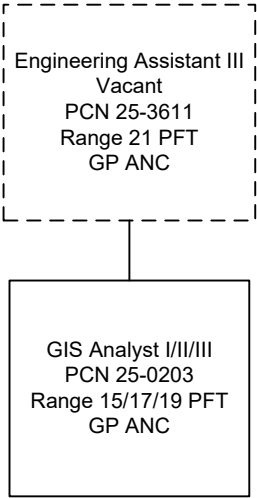 Engineering Assistant III
Vacant
PCN 25-3611
Range 21 PFT
GP ANC
GIS Analyst I/II/III
PCN 25-0203
Range 15/17/19 PFT
GP ANC